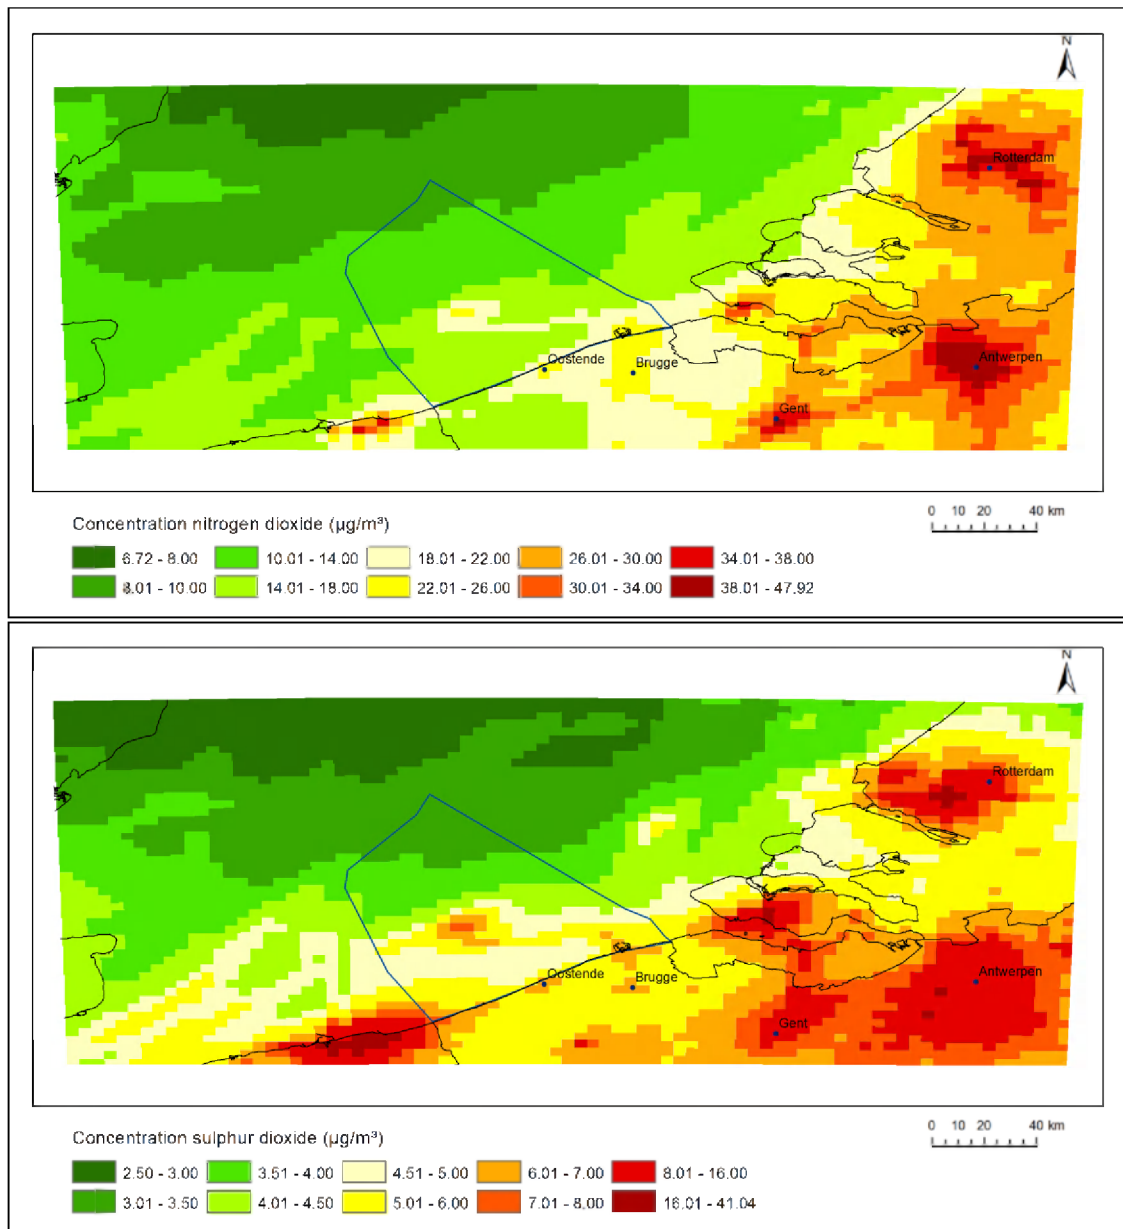 N
Rotterdam
Oostende
Brugge
Antwerpen
Gent
Concentration nitrogen dioxide (µg/m³)
0 10 20 40 km
6.72 - 8.00 10.01 - 14.00 18.01 - 22.00 26.01 - 30.00 34.01 - 38.00
8.01 - 10.00 14.01 - 18.00 22.01 - 26.00 30.01 - 34.00 38.01 - 47.92
N
Rotterdam
Oostende
Brugge
Antwerpen
Gent
Concentration sulphur dioxide (µg/m³)
0 10 20 40 km
2.50 - 3.00 3.51 - 4.00 4.51 - 5.00 6.01 - 7.00 8.01 - 16.00
3.01 - 3.50 4.01 - 4.50 5.01 - 6.00 7.01 - 8.00 16.01 - 41.04